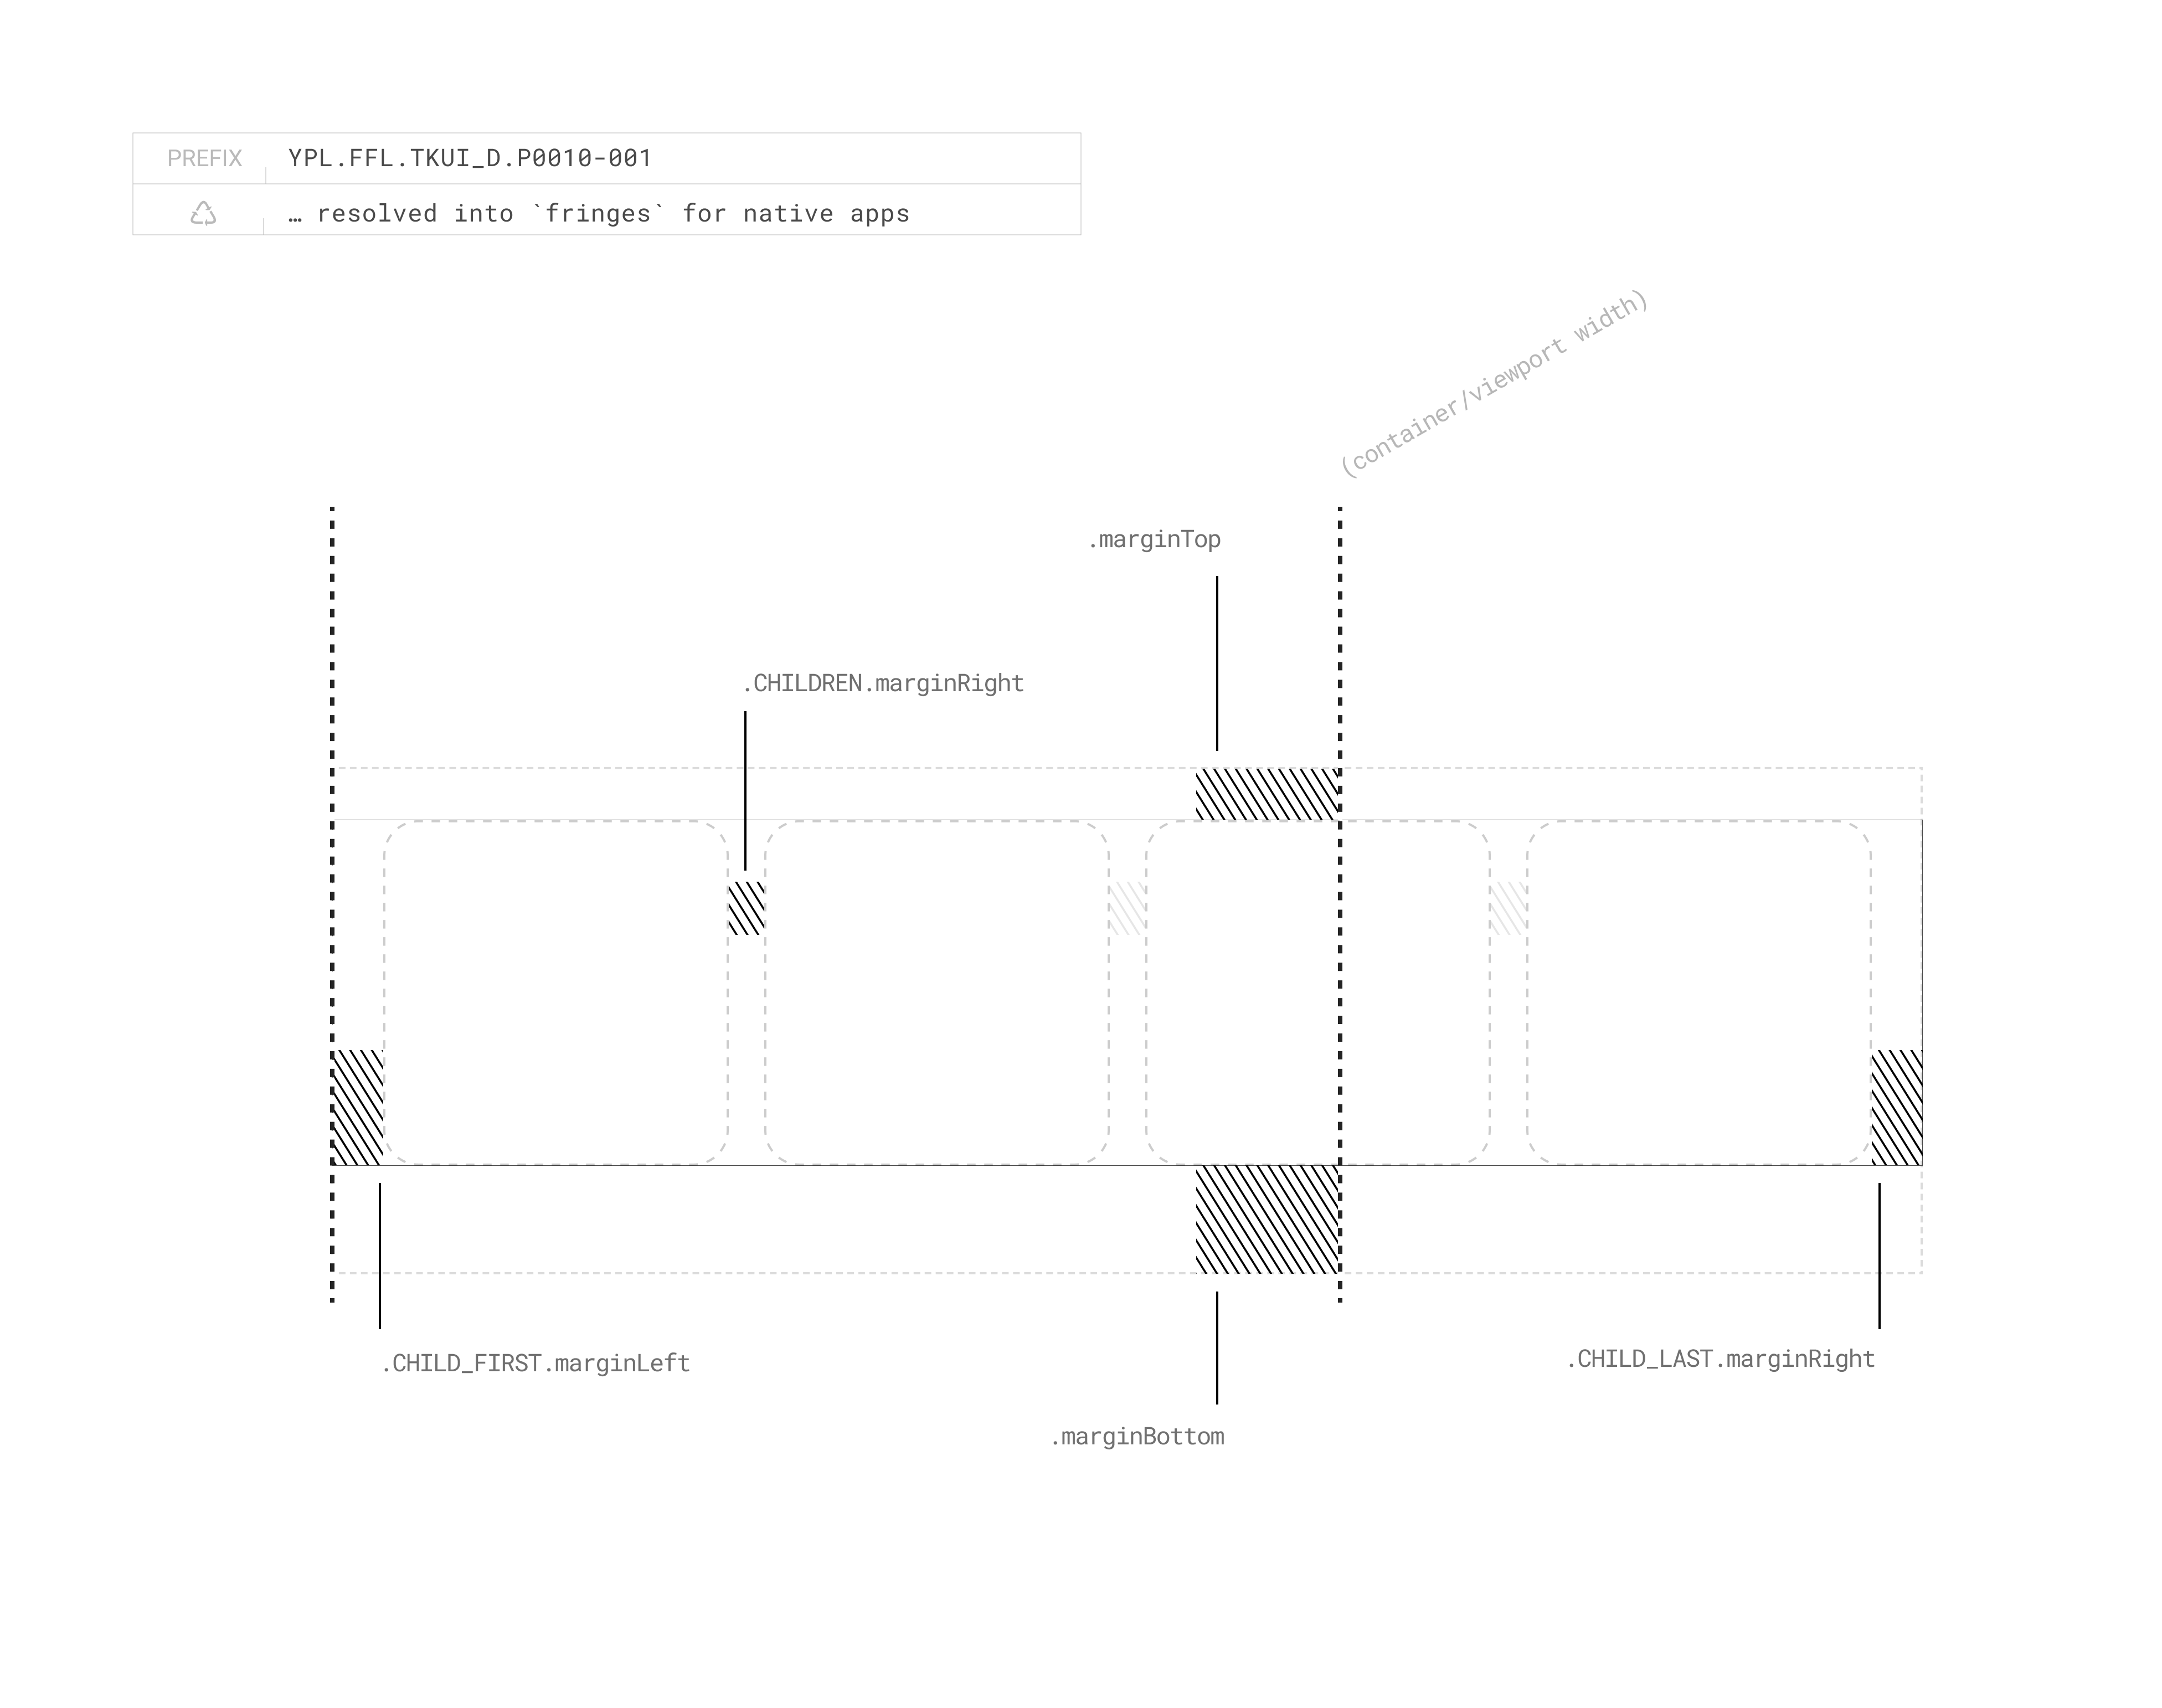 PREFIX YPL.FFL.TKUI_D.P0010-001
… resolved into `fringes` for native apps
(container/viewport width)
.marginTop
.CHILDREN.marginRight
.CHILD_FIRST.marginLeft
.CHILD_LAST.marginRight
.marginBottom